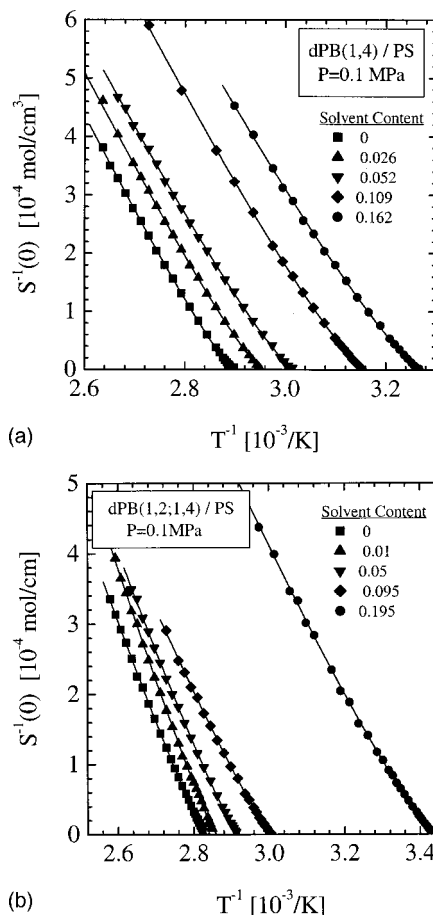 dPB(1,4) / PS
P=0.1 MPa
Solvent Content
0
0.026
0.052
0.109
0.162
S⁻¹(0) [10⁻⁴ mol/cm³]
6
5
4
3
2
1
0
2.6 2.8 3.0 3.2
(a)
T⁻¹ [10⁻³/K]
dPB(1,2;1,4) / PS
P=0.1MPa
Solvent Content
0
0.01
0.05
0.095
0.195
S⁻¹(0) [10⁻⁴ mol/cm]
5
4
3
2
1
0
2.6 2.8 3.0 3.2 3.4
(b)
T⁻¹ [10⁻³/K]